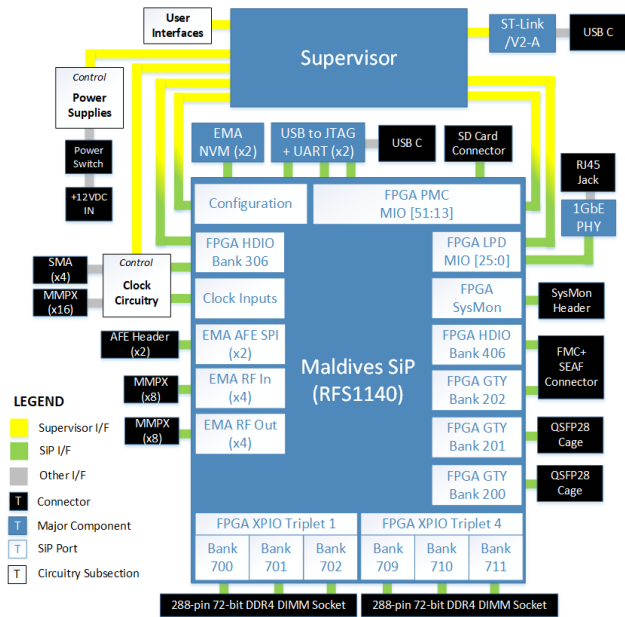 User
Interfaces
Supervisor
ST-Link
/V2-A
USB C
Control
Power
Supplies
Power
Switch
+12VDC
IN
EMA
NVM (x2)
USB to JTAG
+ UART (x2)
USB C
SD Card
Connector
RJ45
Jack
1GbE
PHY
Configuration
FPGA PMC
MIO [51:13]
FPGA HDIO
Bank 306
FPGA LPD
MIO [25:0]
SMA
(x4)
MMPX
(x16)
Control
Clock
Circuitry
Clock Inputs
FPGA
SysMon
SysMon
Header
AFE Header
(x2)
EMA AFE SPI
(x2)
FPGA HDIO
Bank 406
FMC+
SEAF
Connector
Maldives SiP
(RFS1140)
MMPX
(x8)
EMA RF In
(x4)
FPGA GTY
Bank 202
MMPX
(x8)
EMA RF Out
(x4)
FPGA GTY
Bank 201
QSFP28
Cage
FPGA GTY
Bank 200
QSFP28
Cage
FPGA XPIO Triplet 1
FPGA XPIO Triplet 4
Bank
700
Bank
701
Bank
702
Bank
709
Bank
710
Bank
711
288-pin 72-bit DDR4 DIMM Socket
288-pin 72-bit DDR4 DIMM Socket
LEGEND
Supervisor I/F
SiP I/F
Other I/F
T Connector
T Major Component
T SiP Port
T Circuitry Subsection